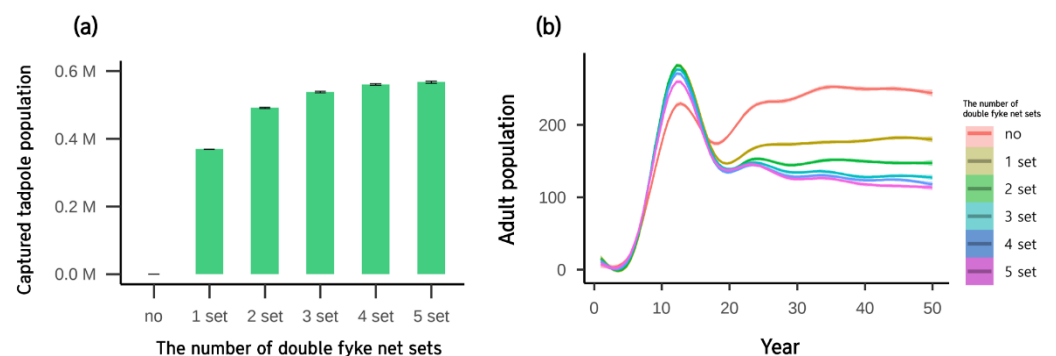 (a)
Captured tadpole population
0.6 M
0.4 M
0.2 M
0.0 M
no 1 set 2 set 3 set 4 set 5 set
The number of double fyke net sets
(b)
Adult population
200
100
0
0 10 20 30 40 50
Year
The number of
double fyke net sets
no
1 set
2 set
3 set
4 set
5 set